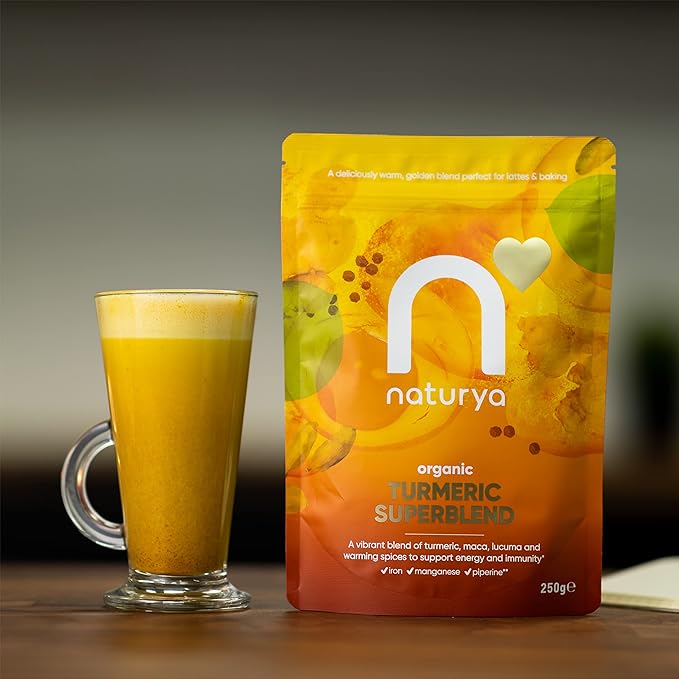 A deliciously warm, golden blend perfect for lattes & baking
n
naturya
organic
TURMERIC
SUPERBLEND
A vibrant blend of turmeric, maca, lucuma and
warming spices to support energy and immunity*
✓iron ✓manganese ✓piperine**
250g℮